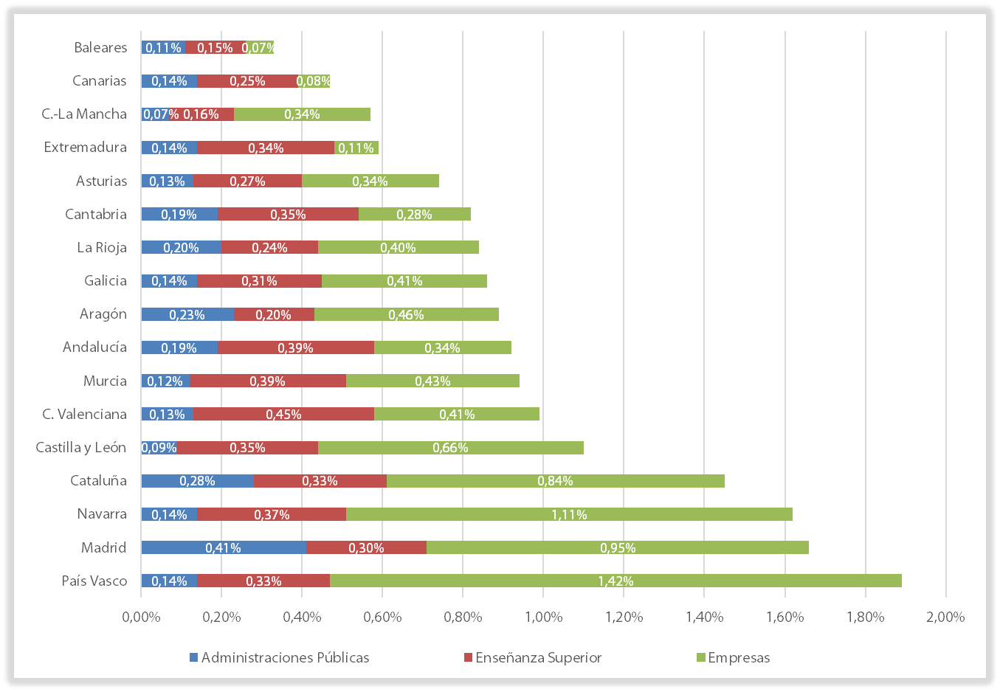 Baleares 0,11% 0,15% 0,07%
Canarias 0,14% 0,25% 0,08%
C.-La Mancha 0,07% 0,16% 0,34%
Extremadura 0,14% 0,34% 0,11%
Asturias 0,13% 0,27% 0,34%
Cantabria 0,19% 0,35% 0,28%
La Rioja 0,20% 0,24% 0,40%
Galicia 0,14% 0,31% 0,41%
Aragón 0,23% 0,20% 0,46%
Andalucía 0,19% 0,39% 0,34%
Murcia 0,12% 0,39% 0,43%
C. Valenciana 0,13% 0,45% 0,41%
Castilla y León 0,09% 0,35% 0,66%
Cataluña 0,28% 0,33% 0,84%
Navarra 0,14% 0,37% 1,11%
Madrid 0,41% 0,30% 0,95%
País Vasco 0,14% 0,33% 1,42%
0,00% 0,20% 0,40% 0,60% 0,80% 1,00% 1,20% 1,40% 1,60% 1,80% 2,00%
Administraciones Públicas Enseñanza Superior Empresas